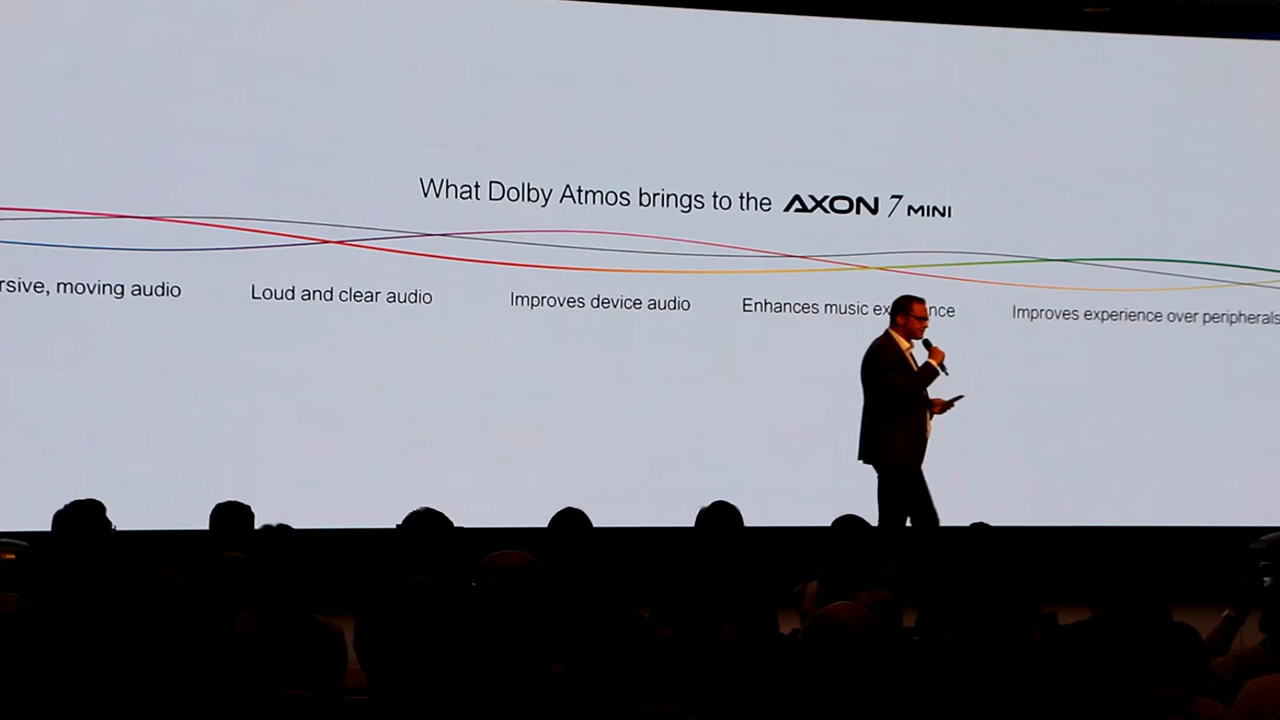 What Dolby Atmos brings to the AXON 7 MINI
rsive, moving audio
Loud and clear audio
Improves device audio
Enhances music ex nce
Improves experience over peripherals